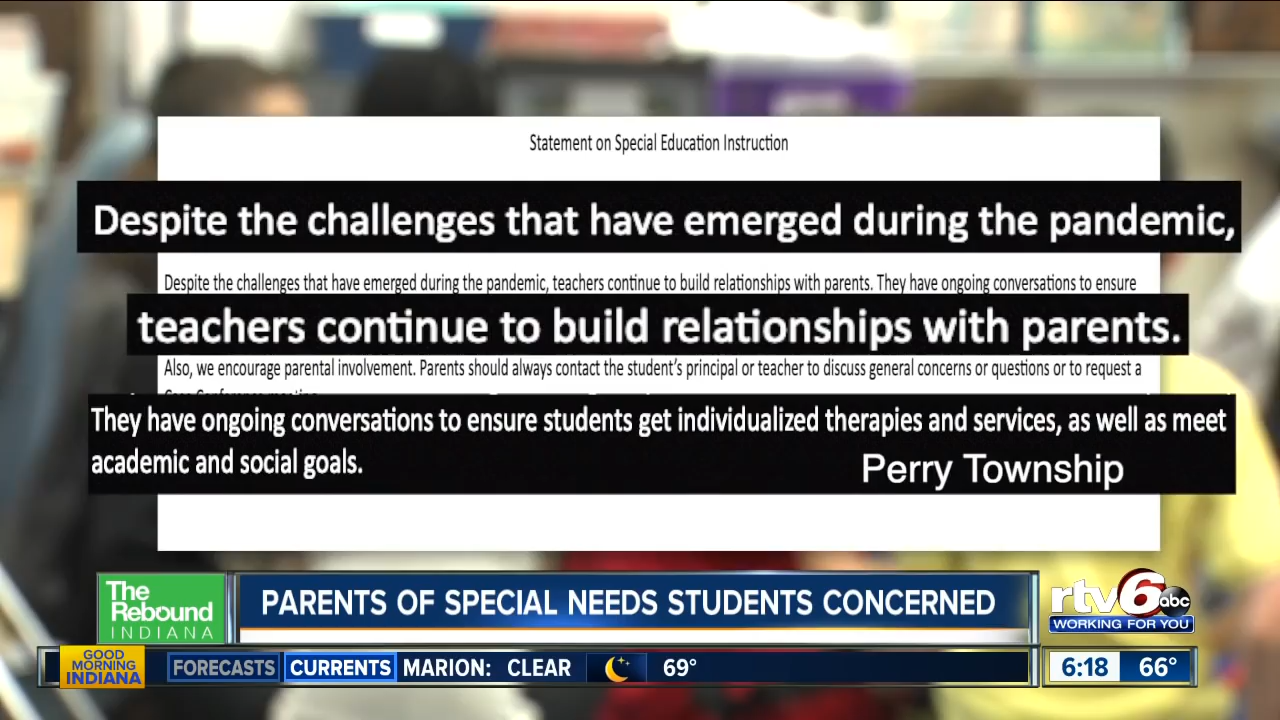 Statement on Special Education Instruction
Despite the challenges that have emerged during the pandemic,
Despite the challenges that have emerged during the pandemic, teachers continue to build relationships with parents. They have ongoing conversations to ensure
teachers continue to build relationships with parents.
Also, we encourage parental involvement. Parents should always contact the student's principal or teacher to discuss general concerns or questions or to request a
They have ongoing conversations to ensure students get individualized therapies and services, as well as meet
academic and social goals.
Perry Township
The
Rebound
INDIANA
PARENTS OF SPECIAL NEEDS STUDENTS CONCERNED
rtv6 abc
WORKING FOR YOU
GOOD
MORNING
INDIANA
FORECASTS CURRENTS MARION: CLEAR 69°
6:18 66°